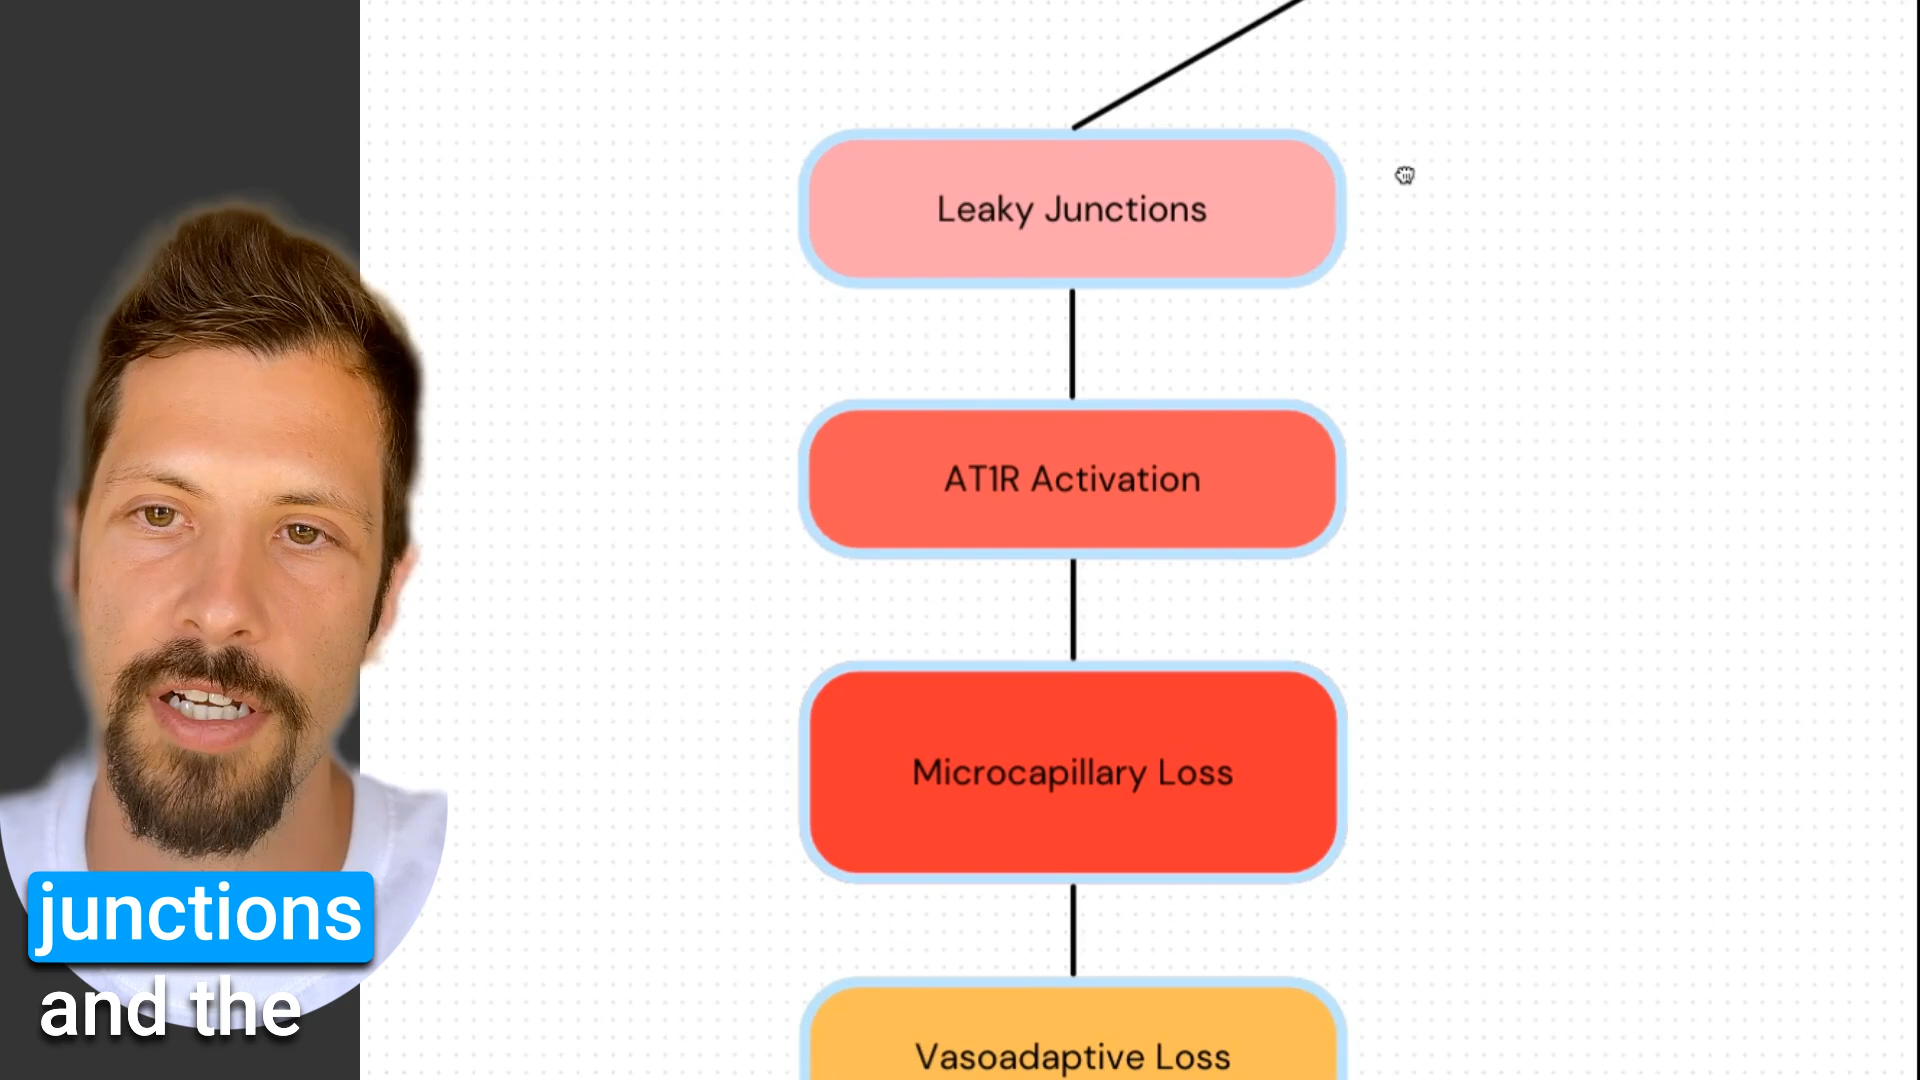 Leaky Junctions
AT1R Activation
Microcapillary Loss
Vasoadaptive Loss
junctions
and the